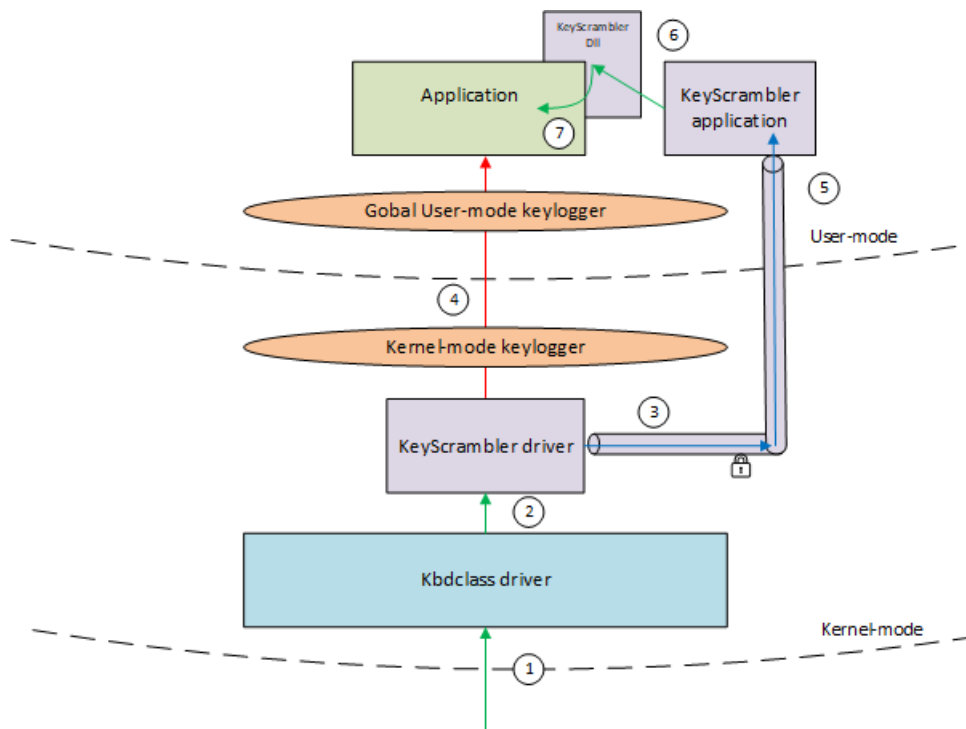 KeyScrambler
Dll
6
Application
KeyScrambler
application
7
5
Gobal User-mode keylogger
User-mode
4
Kernel-mode keylogger
3
KeyScrambler driver
2
Kbdclass driver
Kernel-mode
1